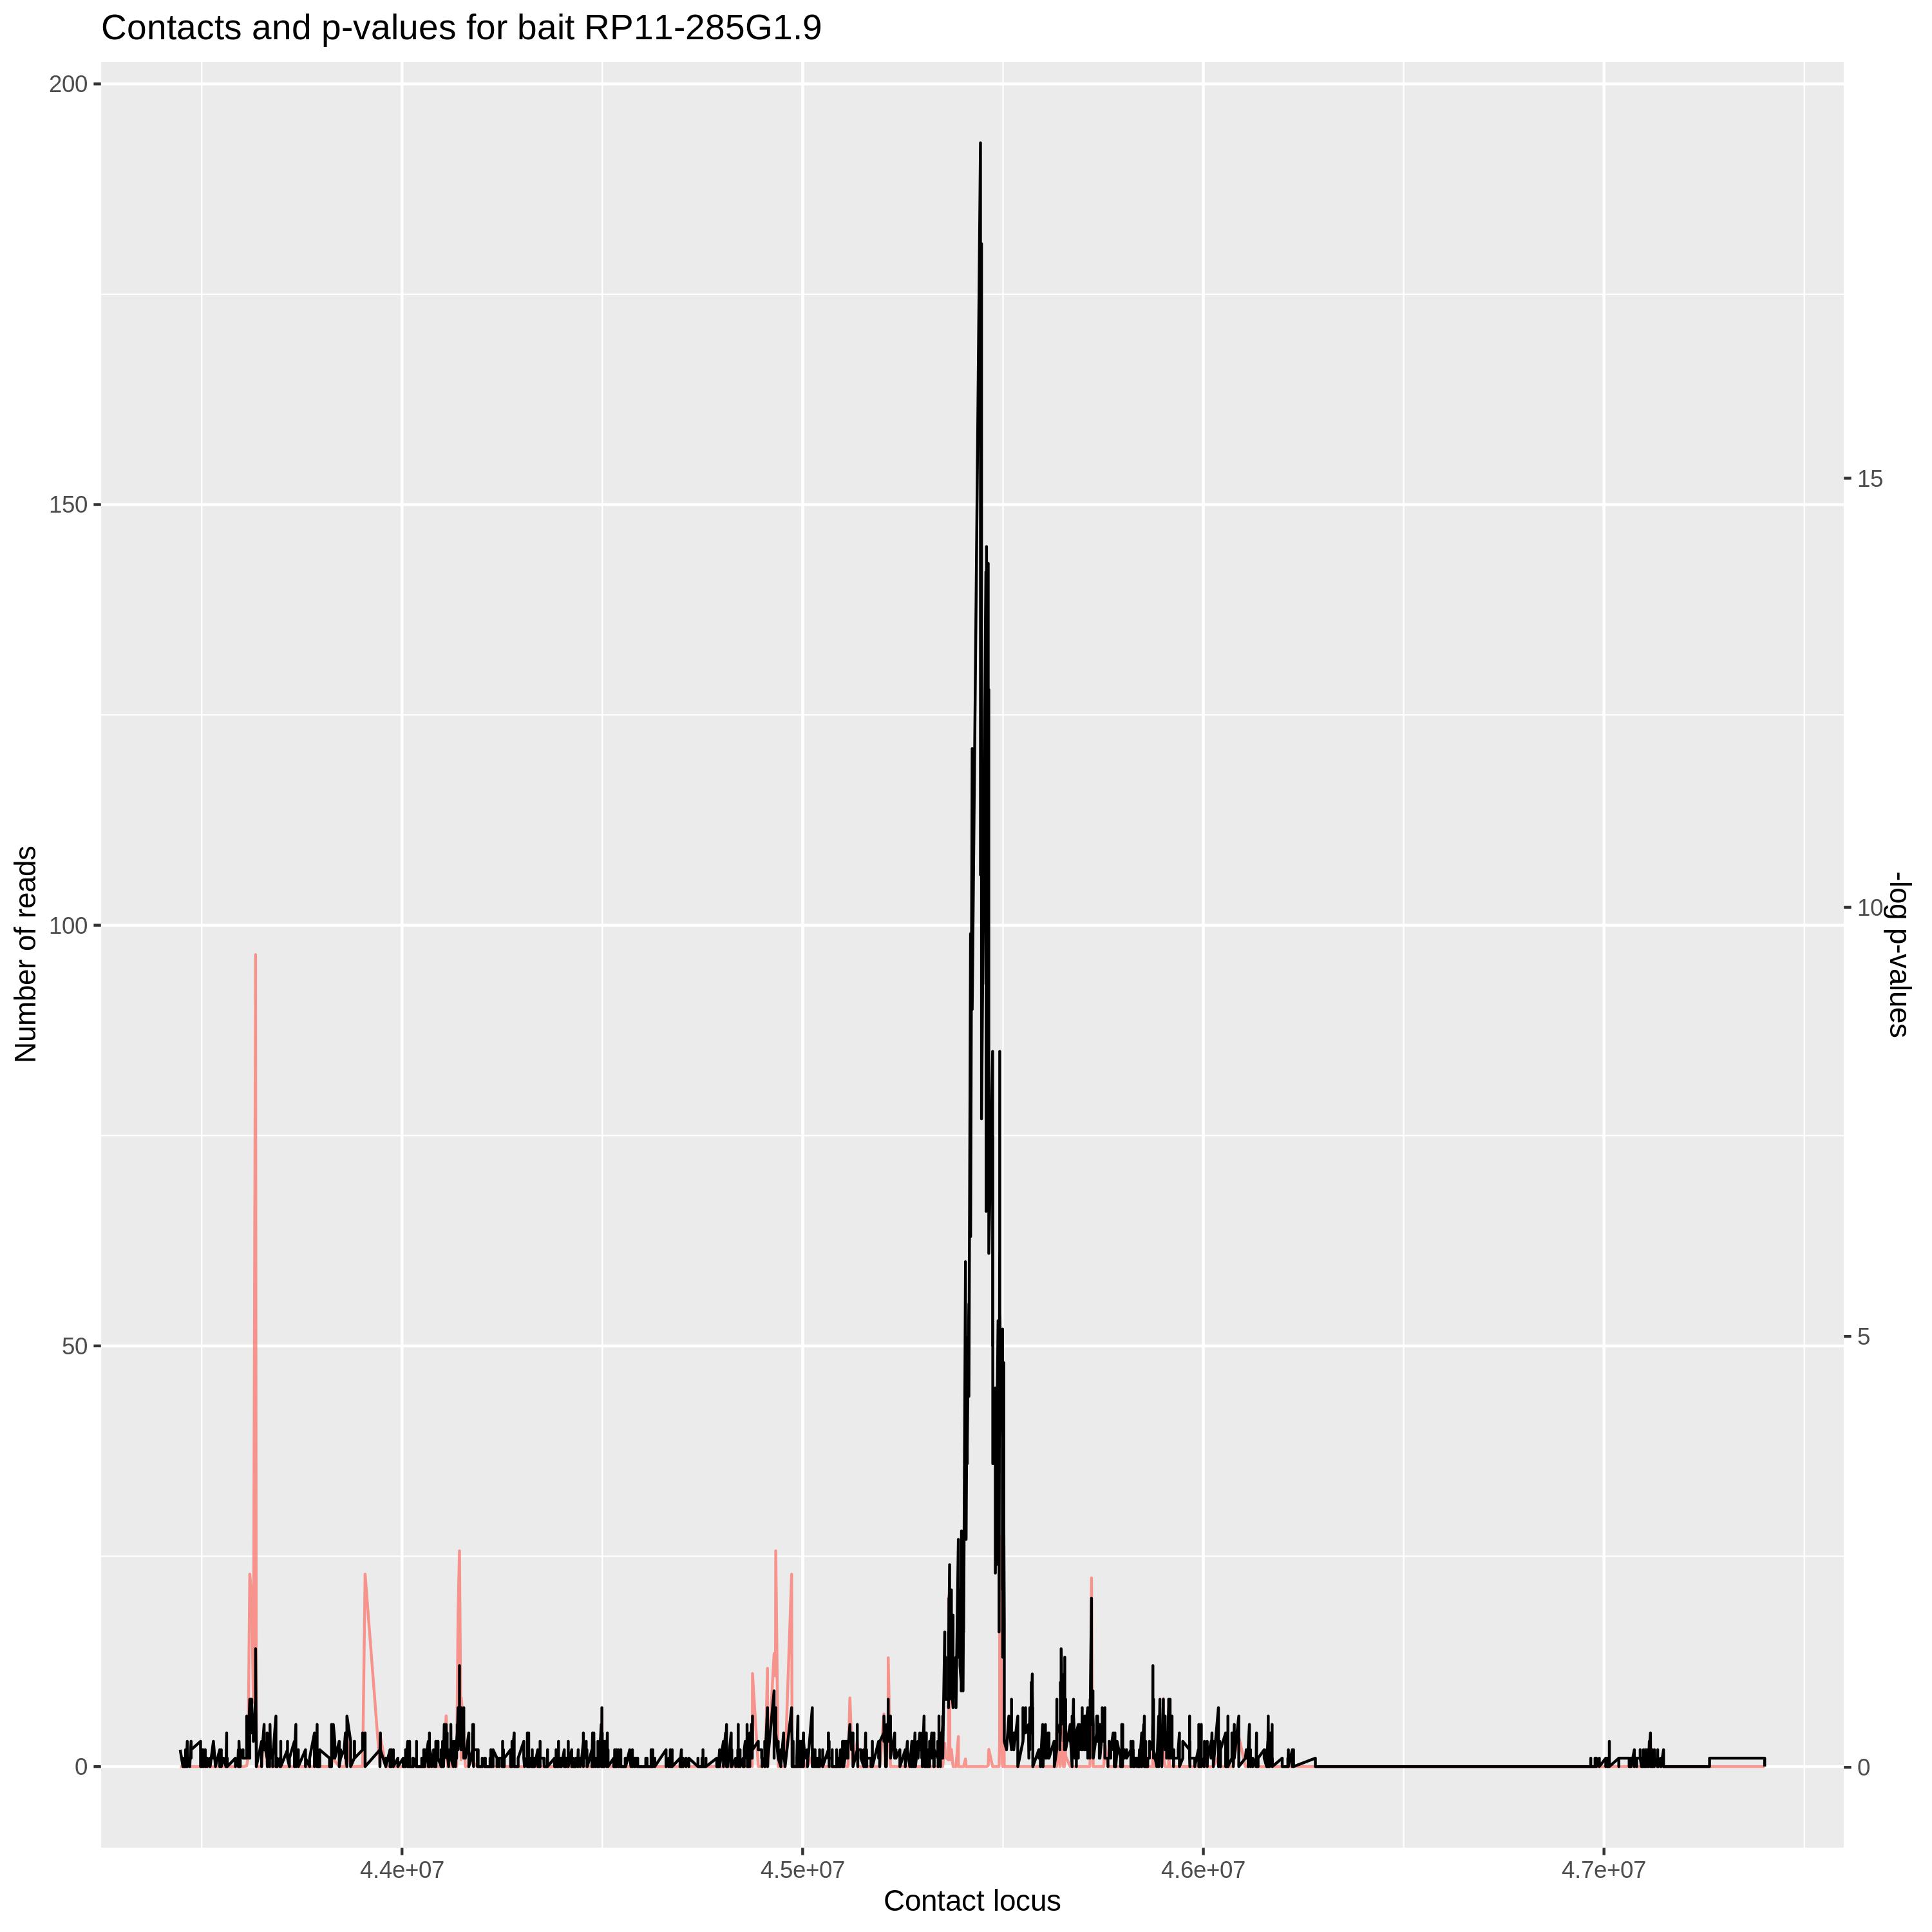 Contacts and p-values for bait RP11-285G1.9
200
150
100
50
0
Number of reads
15
10
5
0
-log p-values
4.4e+07
4.5e+07
4.6e+07
4.7e+07
Contact locus